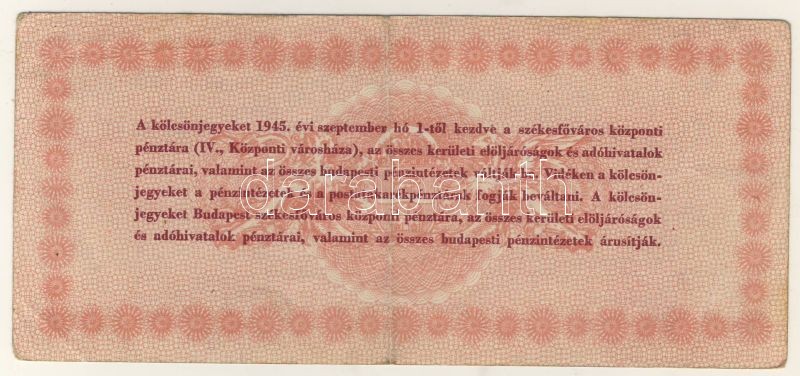 A kölcsönjegyeket 1945. évi szeptember hó 1-től kezdve a székesfőváros központi
pénztára (IV., Központi városháza), az összes kerületi elöljáróságok és adóhivatalok
pénztárai, valamint az összes budapesti pénzintézetek váltják be. Vidéken a kölcsön-
jegyeket a pénzintézetek és a postatakarékpénztárak fogják beváltani. A kölcsön-
jegyeket Budapest székesfőváros központi pénztára, az összes kerületi elöljáróságok
és adóhivatalok pénztárai, valamint az összes budapesti pénzintézetek árusítják.
darabanth